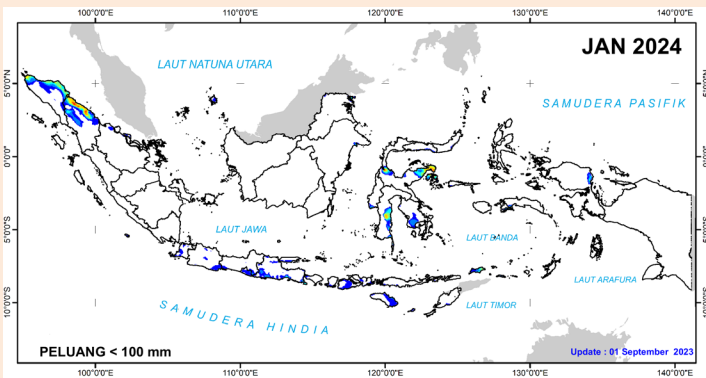 100°0'0"E 110°0'0"E 120°0'0"E 130°0'0"E 140°0'0"E
JAN 2024
LAUT NATUNA UTARA
5°0'0"N 5°0'0"N
SAMUDERA PASIFIK
0°0'0" 0°0'0"
LAUT JAWA
LAUT BANDA
5°0'0"S 5°0'0"S
LAUT ARAFURA
10°0'0"S 10°0'0"S
SAMUDERA HINDIA
LAUT TIMOR
PELUANG < 100 mm
Update : 01 September 2023
100°0'0"E 110°0'0"E 120°0'0"E 130°0'0"E 140°0'0"E